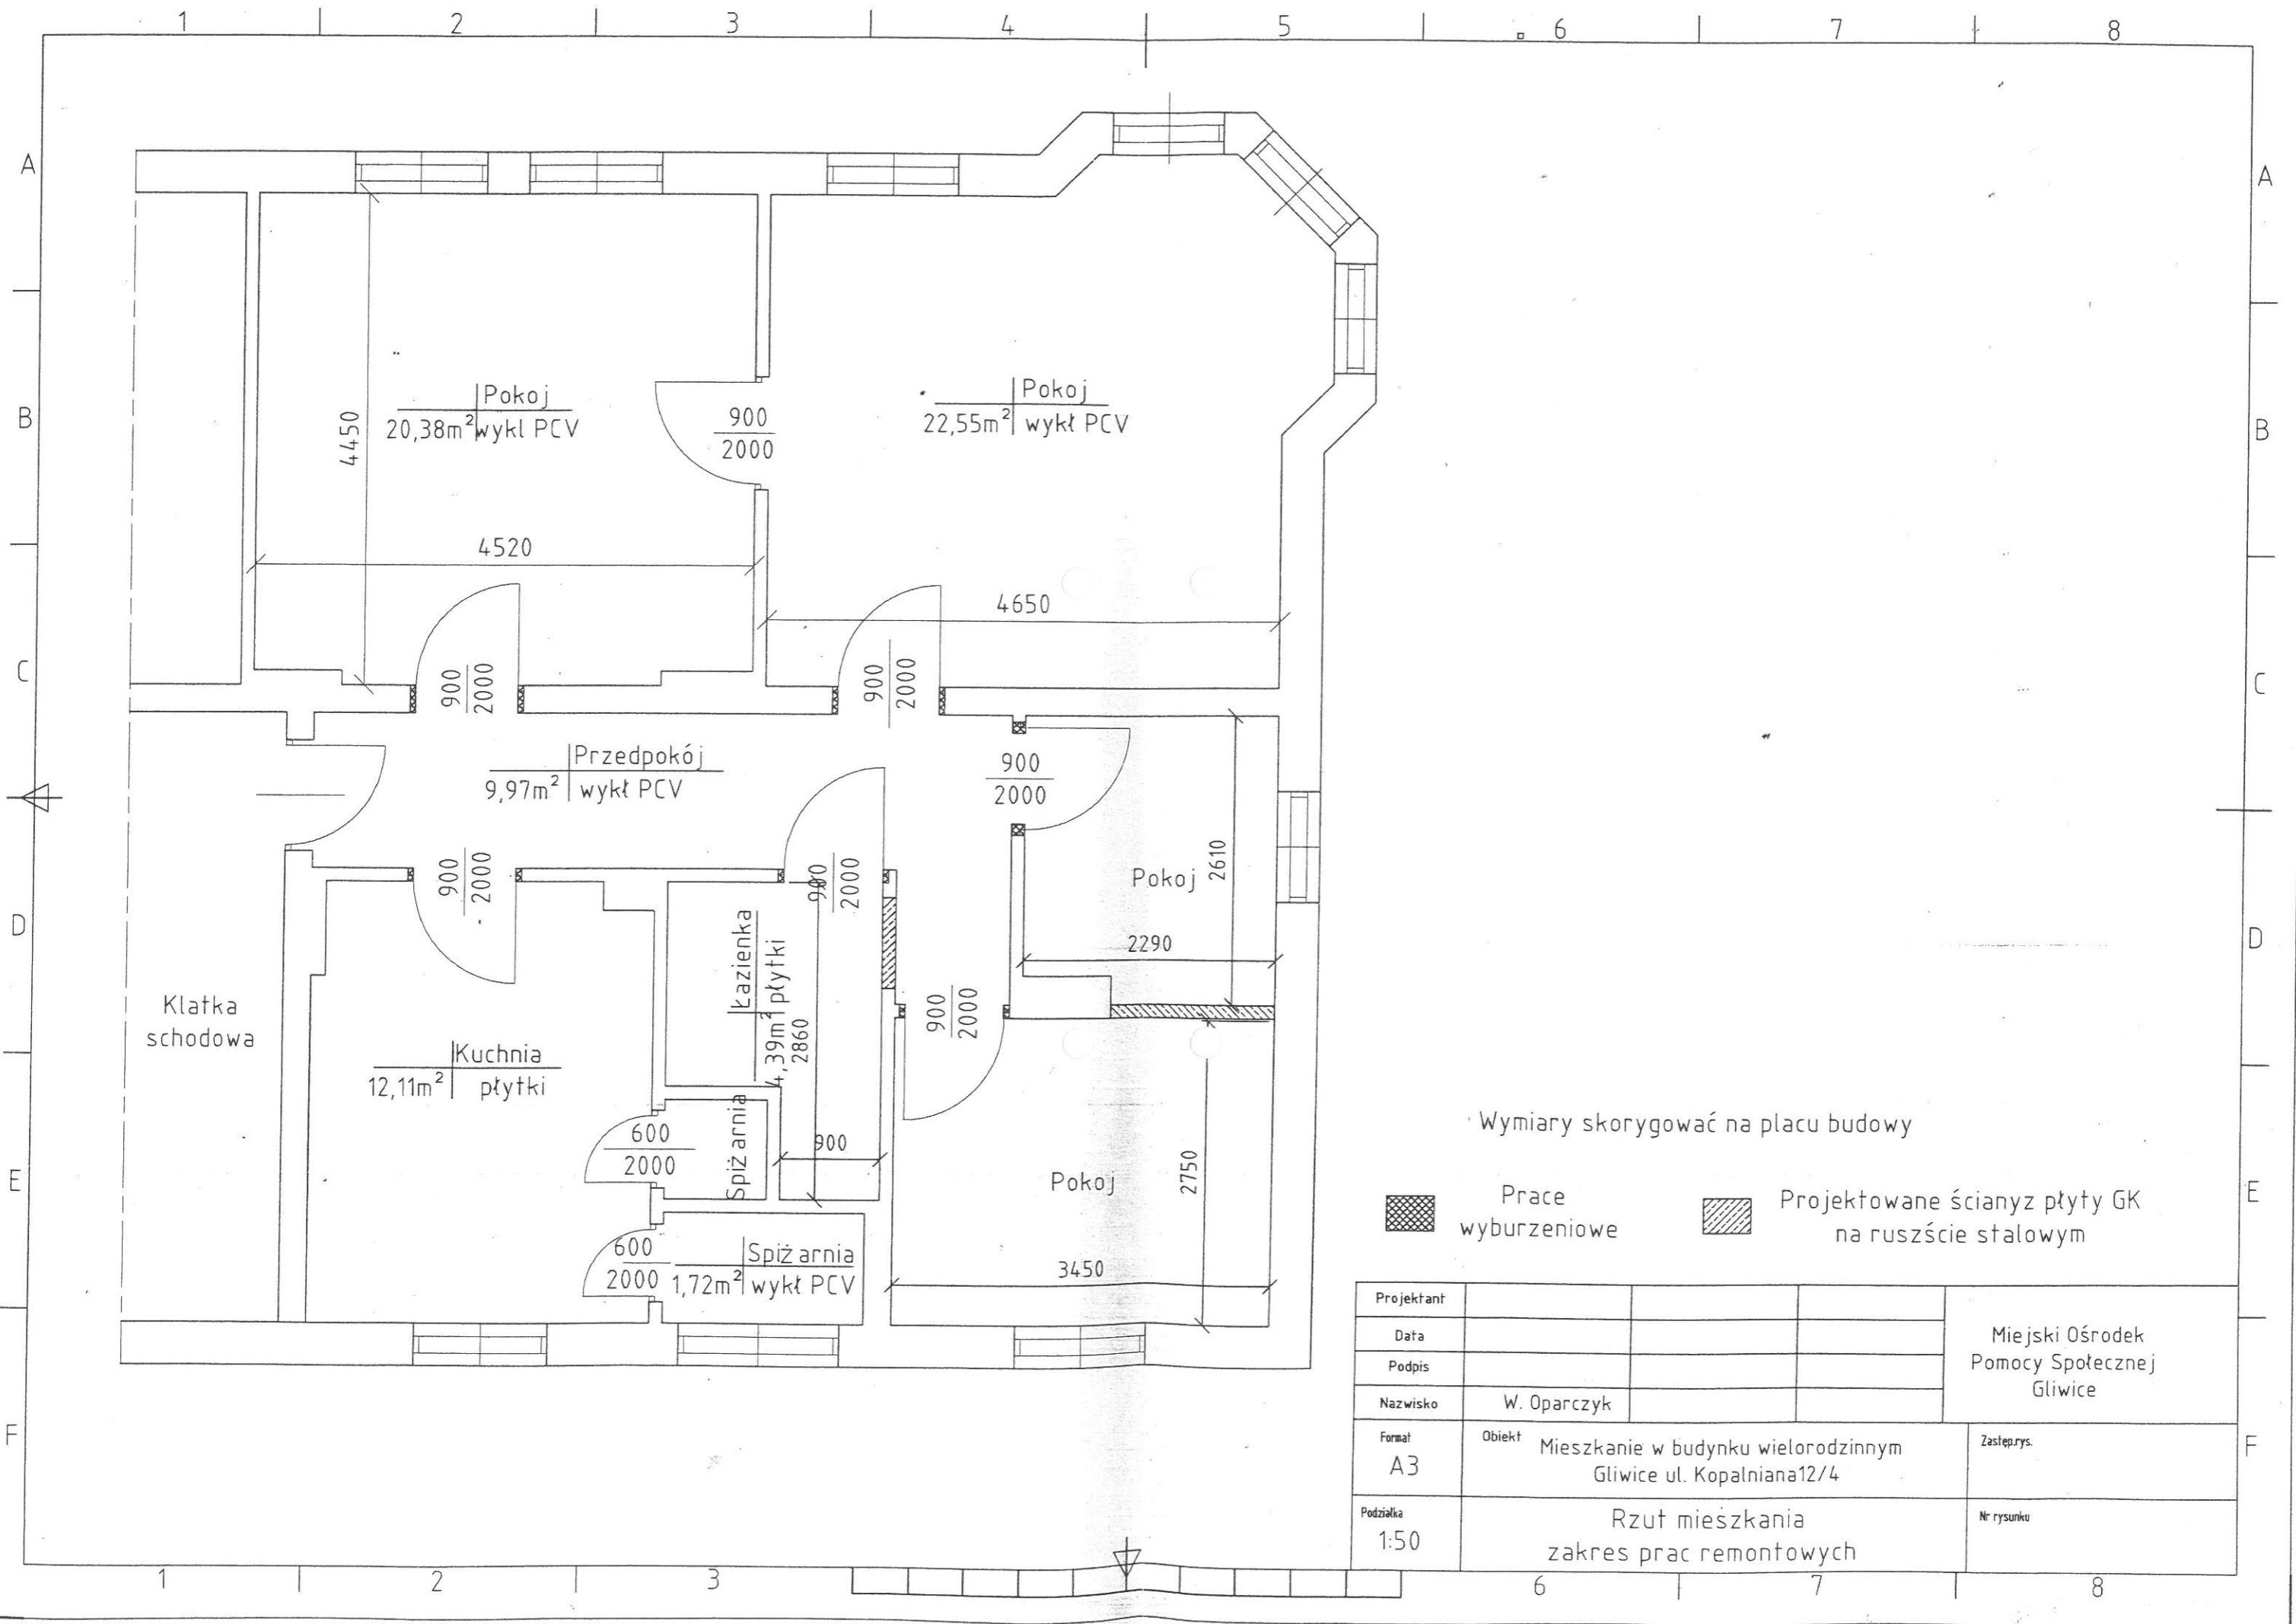 1 2 3 4 5 6 7 8
A A
B B
C C
D D
E E
F F
Pokoj
20,38m² wykl PCV
4450
4520
900
2000
Pokoj
22,55m² wykł PCV
4650
900
2000
900
2000
Przedpokój
9,97m² wykł PCV
900
2000
900
2000
900
2000
Pokoj
2610
2290
Klatka
schodowa
Kuchnia
12,11m² płytki
Łazienka
4,39m² płytki
2860
900
900
2000
Spiżarnia
600
2000
600
2000
Spiżarnia
1,72m² wykł PCV
Pokoj
2750
3450
Wymiary skorygować na placu budowy
Prace
wyburzeniowe
Projektowane ścianyz płyty GK
na ruszście stalowym
Projektant
Data
Podpis
Nazwisko W. Oparczyk
Miejski Ośrodek
Pomocy Społecznej
Gliwice
Format
A3
Obiekt Mieszkanie w budynku wielorodzinnym
Gliwice ul. Kopalniana12/4
Zastęp.rys.
Podziałka
1:50
Rzut mieszkania
zakres prac remontowych
Nr rysunku
1 2 3 6 7 8